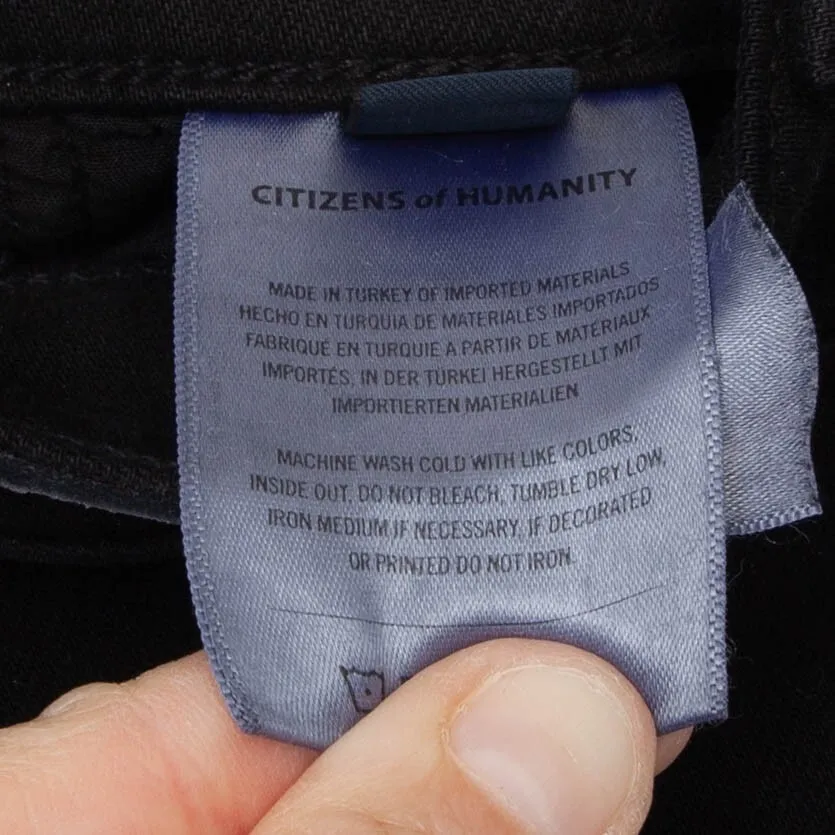 CITIZENS of HUMANITY
MADE IN TURKEY OF IMPORTED MATERIALS
HECHO EN TURQUIA DE MATERIALES IMPORTADOS
FABRIQUÉ EN TURQUIE A PARTIR DE MATERIAUX
IMPORTÉS, IN DER TÜRKEI HERGESTELLT MIT
IMPORTIERTEN MATERIALIEN
MACHINE WASH COLD WITH LIKE COLORS,
INSIDE OUT. DO NOT BLEACH, TUMBLE DRY LOW,
IRON MEDIUM IF NECESSARY, IF DECORATED
OR PRINTED DO NOT IRON.